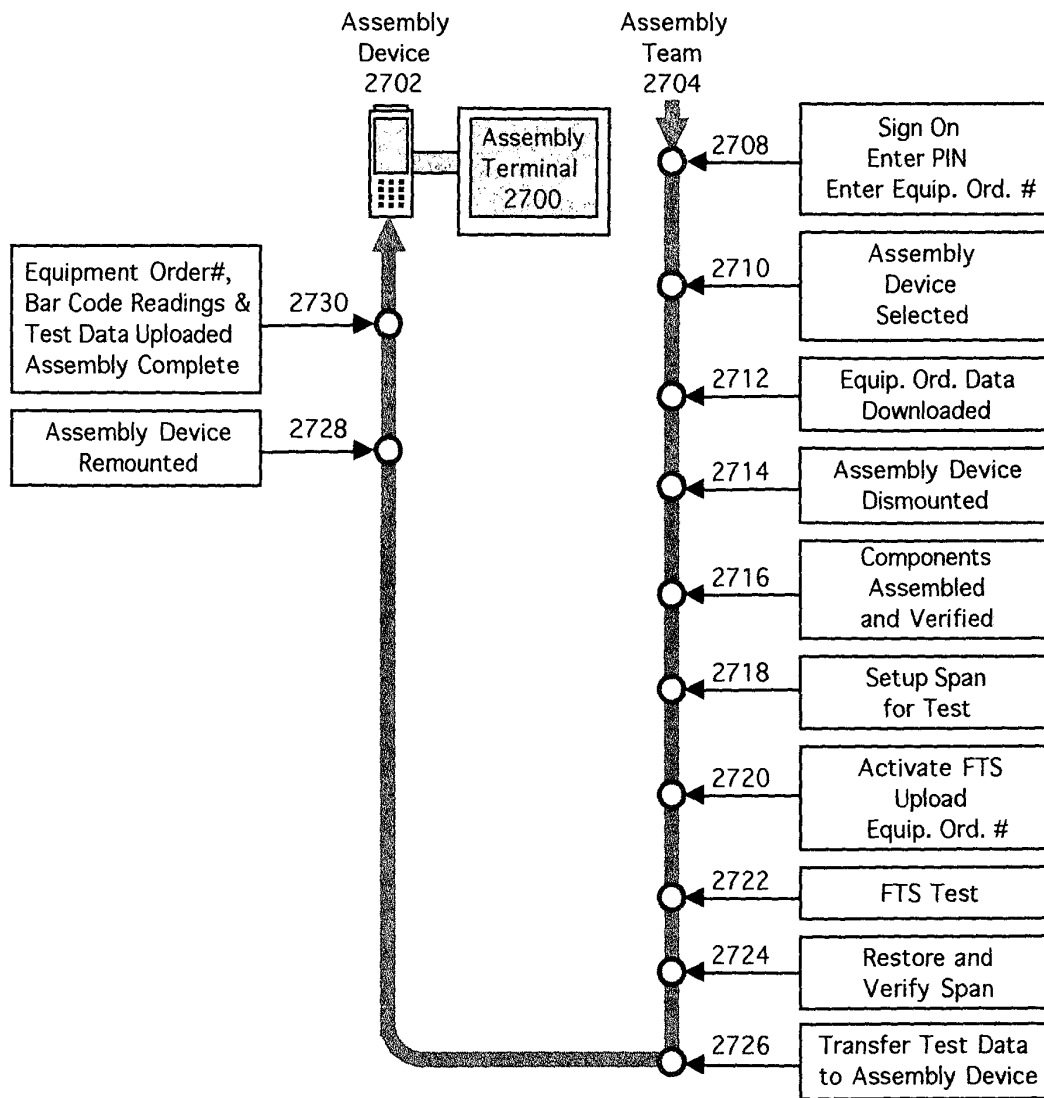 Assembly
Device
2702
Assembly
Team
2704
Assembly
Terminal
2700
2708
Sign On
Enter PIN
Enter Equip. Ord. #
2710
Assembly
Device
Selected
2712
Equip. Ord. Data
Downloaded
2714
Assembly Device
Dismounted
2716
Components
Assembled
and Verified
2718
Setup Span
for Test
2720
Activate FTS
Upload
Equip. Ord. #
2722
FTS Test
2724
Restore and
Verify Span
2726
Transfer Test Data
to Assembly Device
2728
Assembly Device
Remounted
2730
Equipment Order#,
Bar Code Readings &
Test Data Uploaded
Assembly Complete